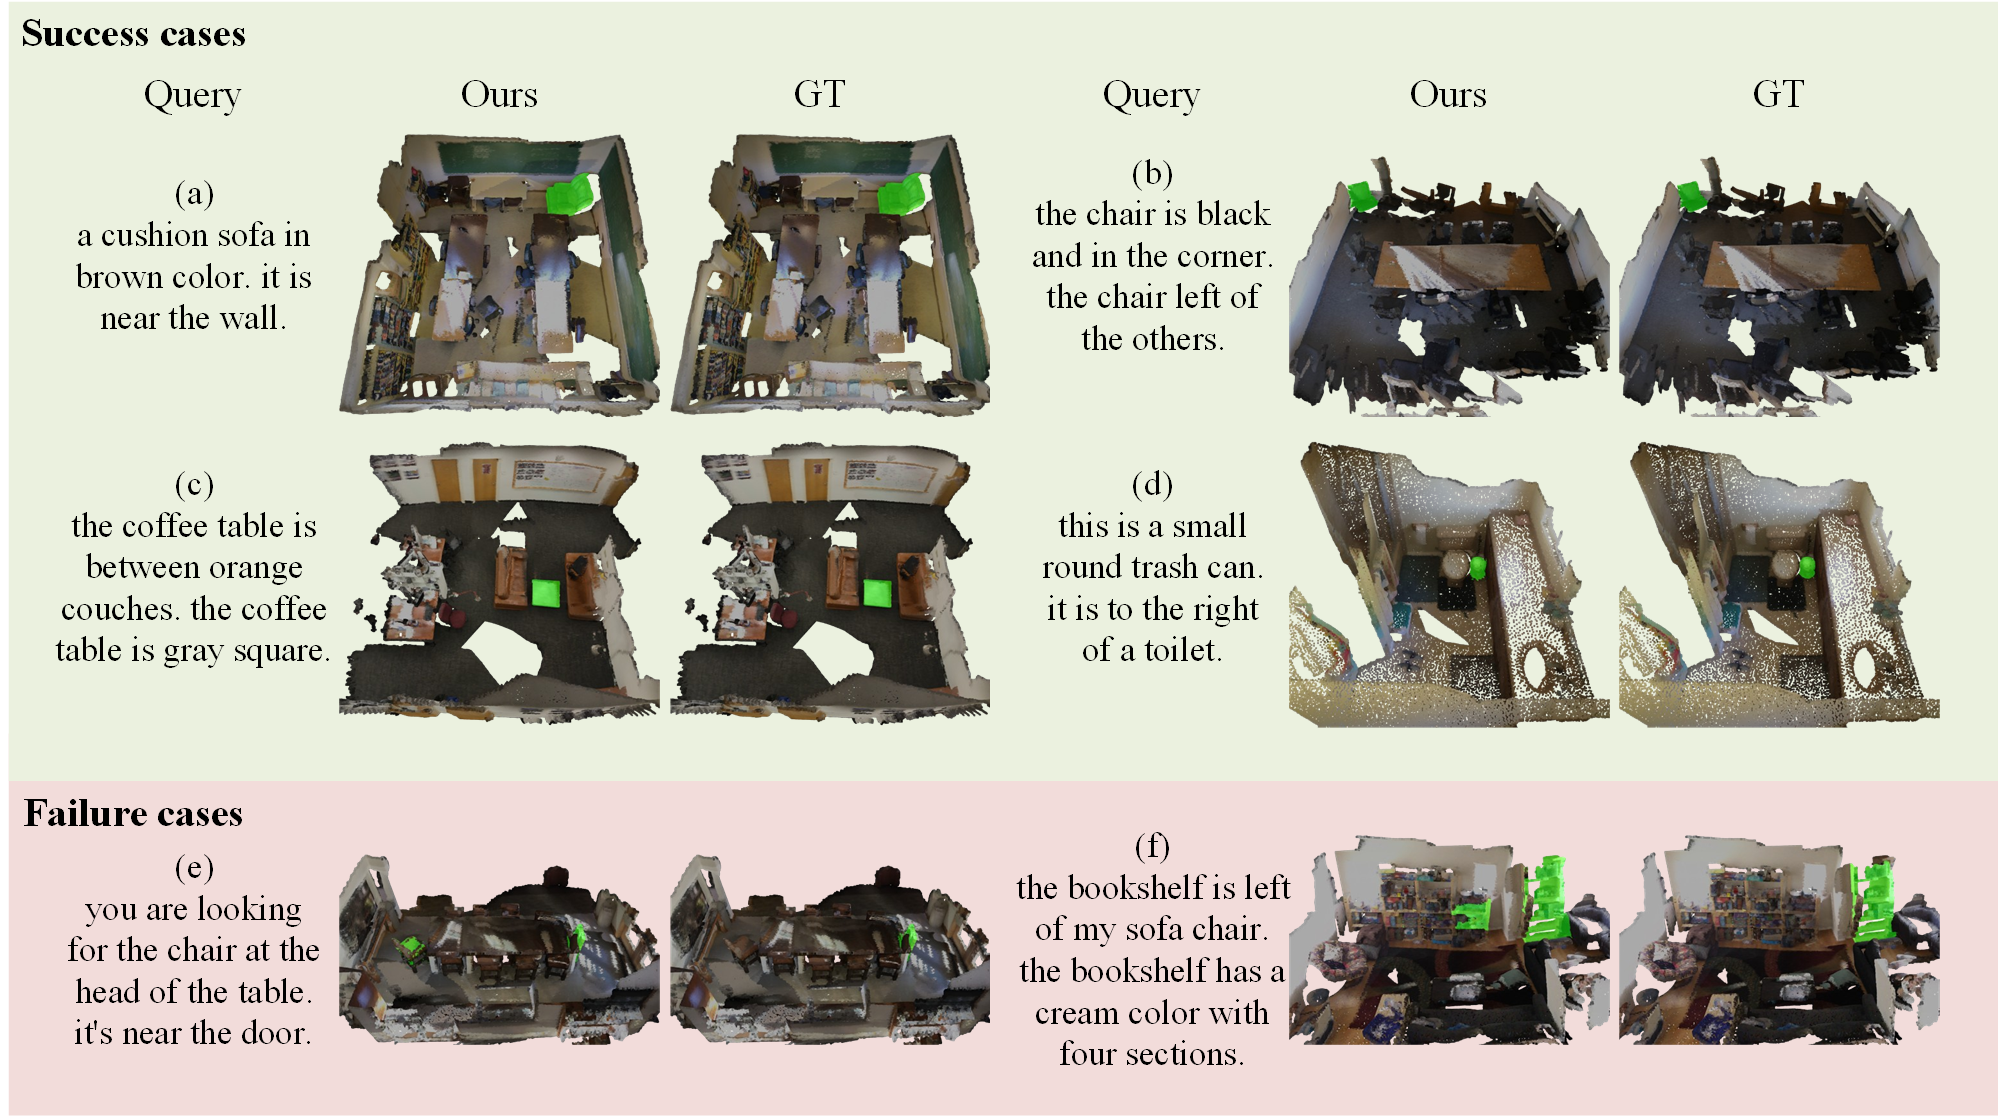 Success cases
Query
Ours
GT
Query
Ours
GT
(a)
a cushion sofa in
brown color. it is
near the wall.
(b)
the chair is black
and in the corner.
the chair left of
the others.
(c)
the coffee table is
between orange
couches. the coffee
table is gray square.
(d)
this is a small
round trash can.
it is to the right
of a toilet.
Failure cases
(e)
you are looking
for the chair at the
head of the table.
it's near the door.
(f)
the bookshelf is left
of my sofa chair.
the bookshelf has a
cream color with
four sections.